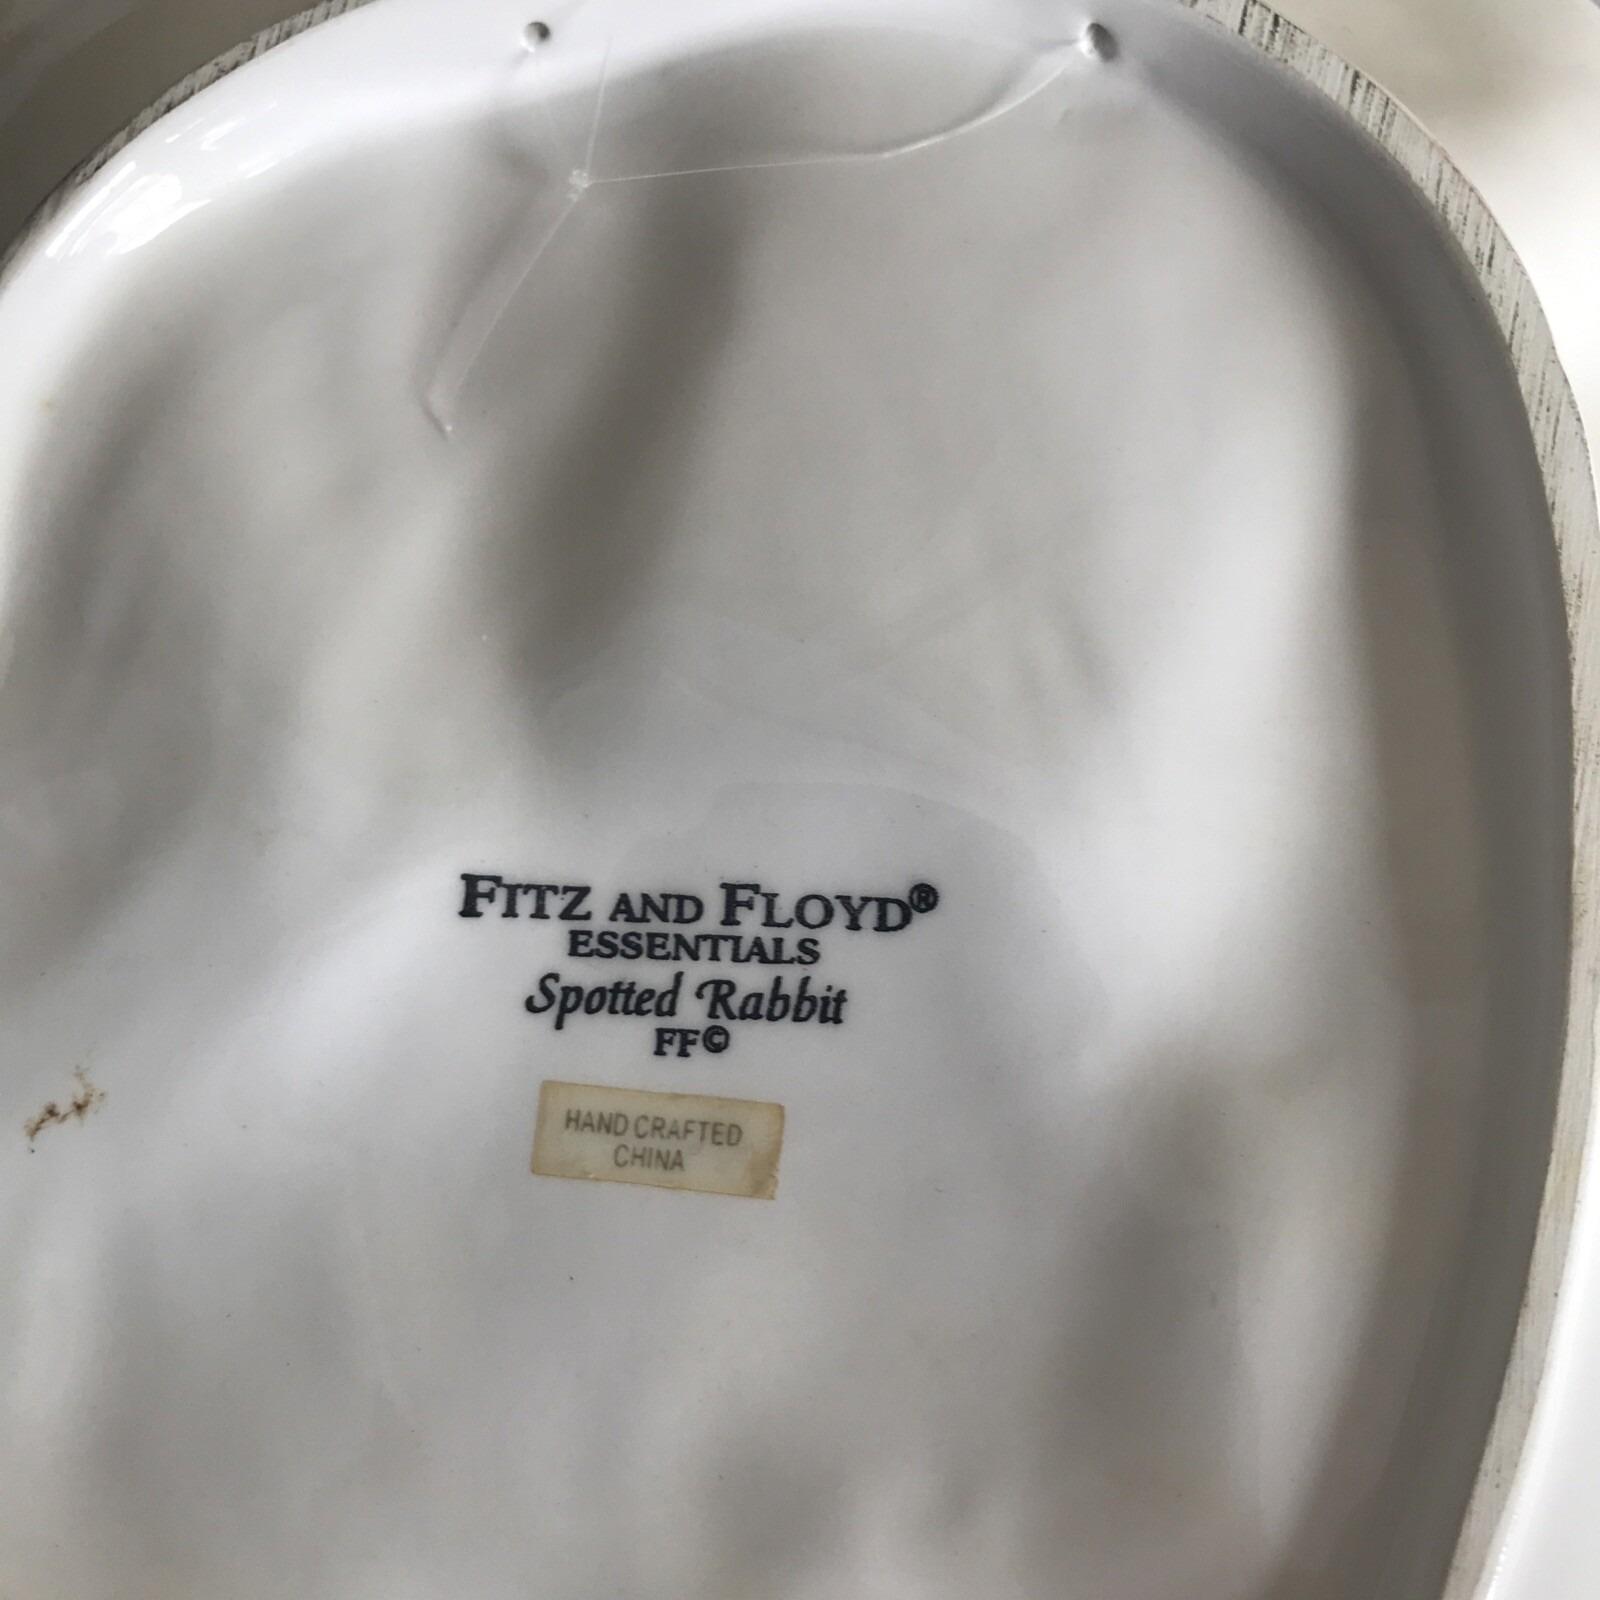 FITZ AND FLOYD®
ESSENTIALS
Spotted Rabbit
FF©
HAND CRAFTED
CHINA